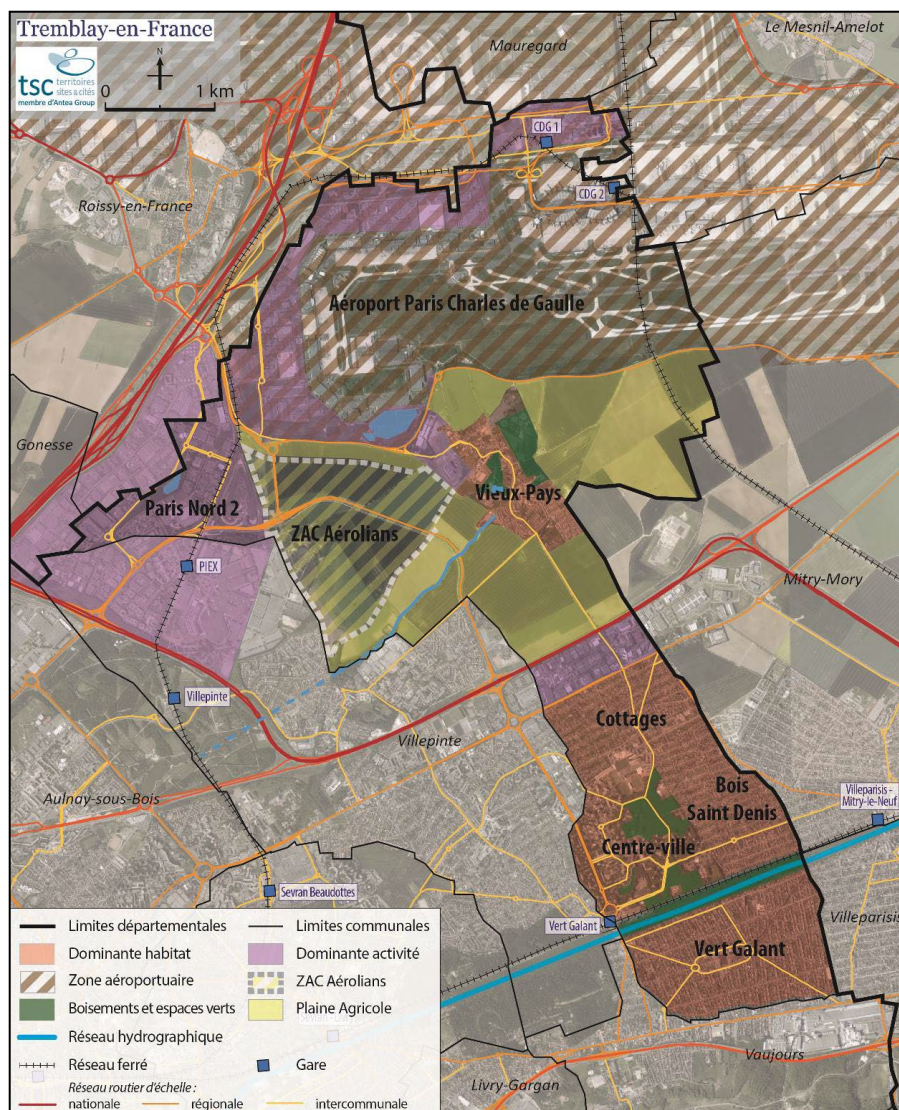 Tremblay-en-France
tsc territoires
sites & cités
membre d'Antea Group
N
0 1 km
Mauregard
Le Mesnil-Amelot
CDG 1
CDG 2
Roissy-en-France
Aéroport Paris Charles de Gaulle
Gonesse
Vieux-Pays
Paris Nord 2
ZAC Aérolians
PIEX
Mitry-Mory
Villepinte
Cottages
Villepinte
Aulnay-sous-Bois
Bois
Saint Denis
Villeparisis -
Mitry-le-Neuf
Centre-ville
Sevran Beaudottes
Vert Galant
Villeparisis
Vert Galant
Vaujours
Livry-Gargan
Limites départementales
Limites communales
Dominante habitat
Dominante activité
Zone aéroportuaire
ZAC Aérolians
Boisements et espaces verts
Plaine Agricole
Réseau hydrographique
Réseau ferré
Gare
Réseau routier d'échelle :
nationale
régionale
intercommunale